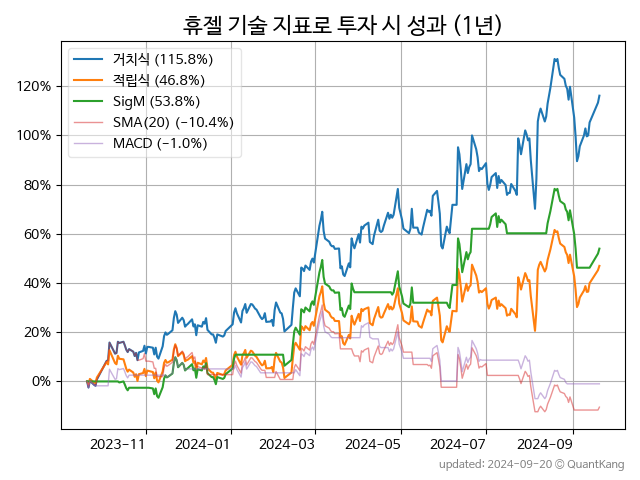 휴젤 기술 지표로 투자 시 성과 (1년)
거치식 (115.8%)
적립식 (46.8%)
SigM (53.8%)
SMA(20) (−10.4%)
MACD (−1.0%)
120%
100%
80%
60%
40%
20%
0%
2023-11 2024-01 2024-03 2024-05 2024-07 2024-09
updated: 2024-09-20 © QuantKang